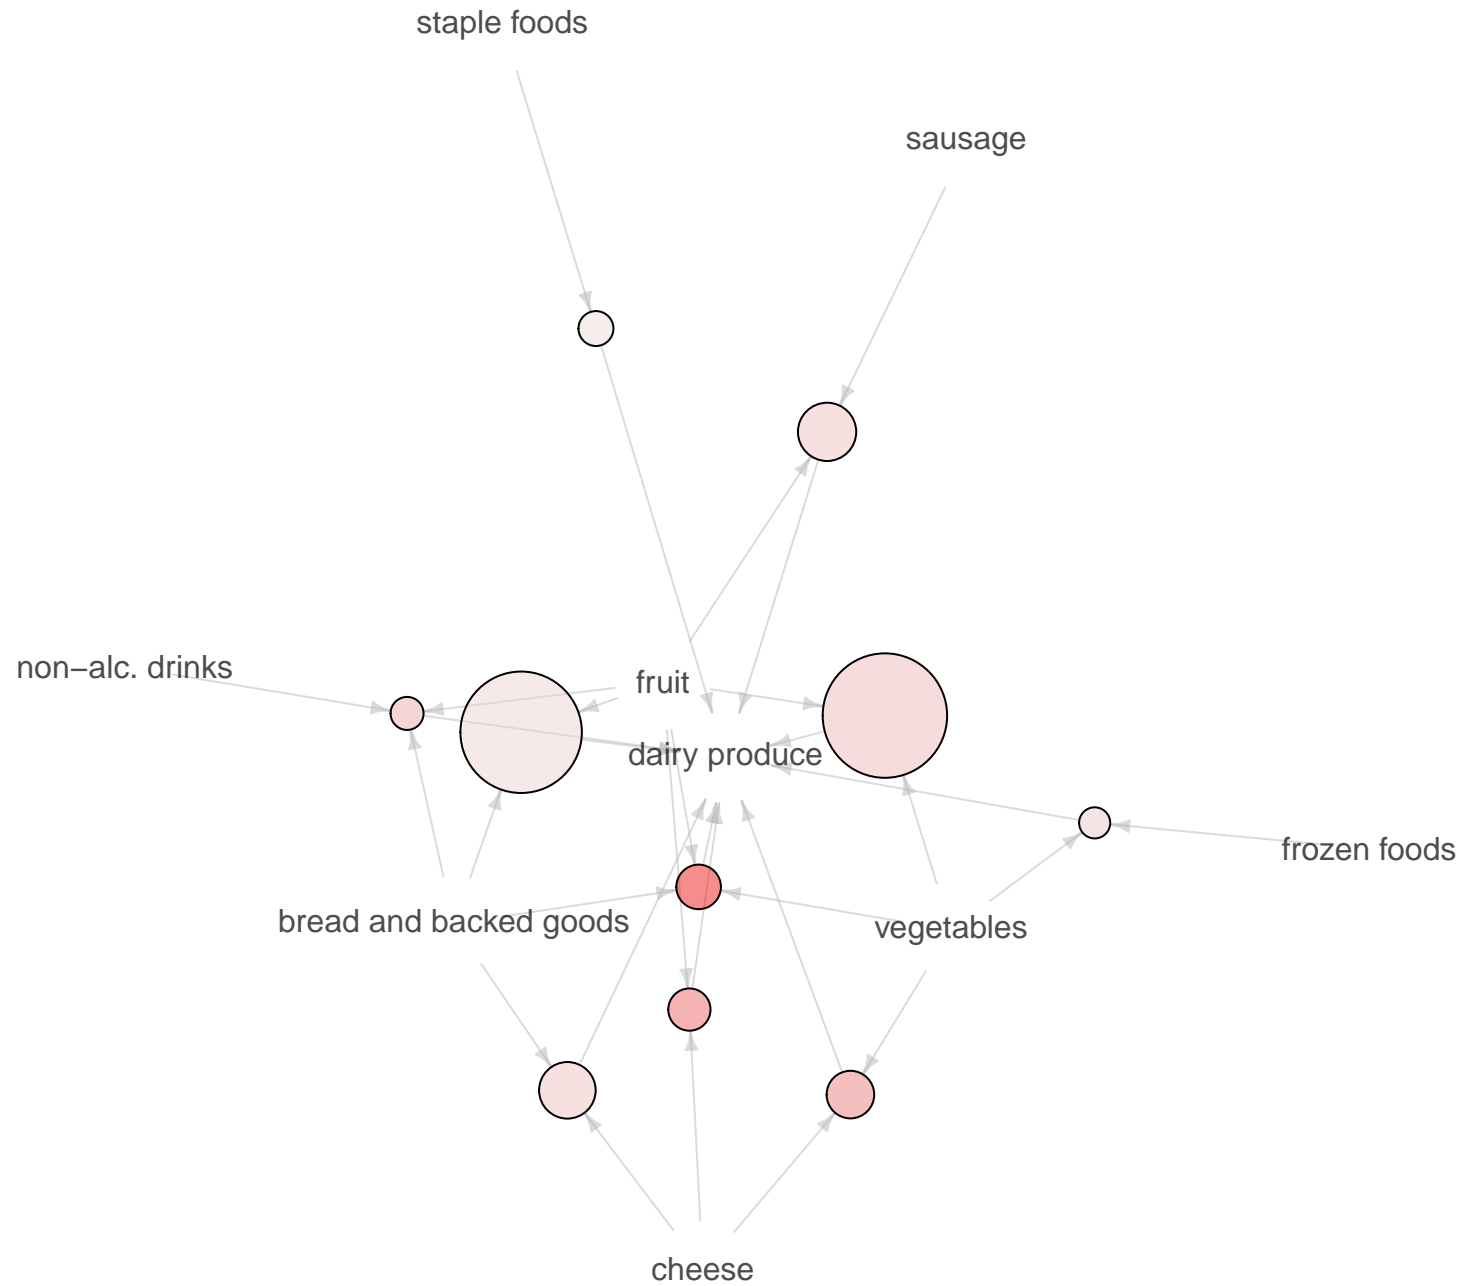 staple foods
sausage
non−alc. drinks
fruit
dairy produce
frozen foods
bread and backed goods
vegetables
cheese